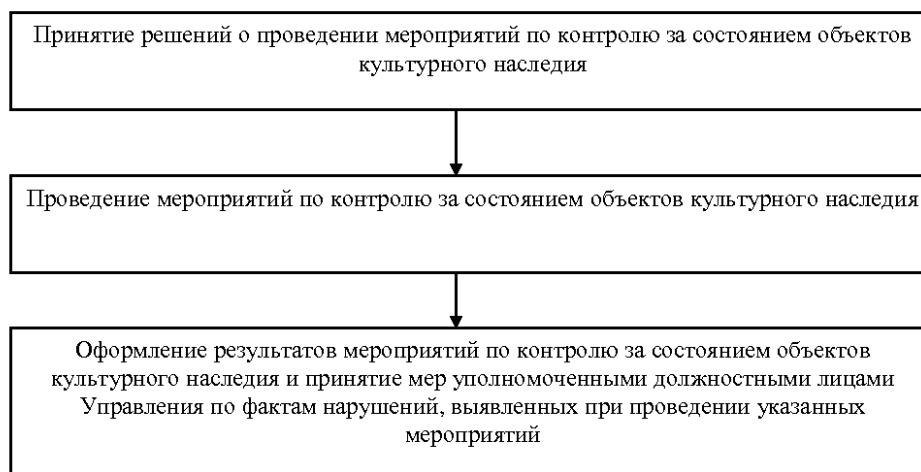 Принятие решений о проведении мероприятий по контролю за состоянием объектов
культурного наследия
Проведение мероприятий по контролю за состоянием объектов культурного наследия
Оформление результатов мероприятий по контролю за состоянием объектов
культурного наследия и принятие мер уполномоченными должностными лицами
Управления по фактам нарушений, выявленных при проведении указанных
мероприятий